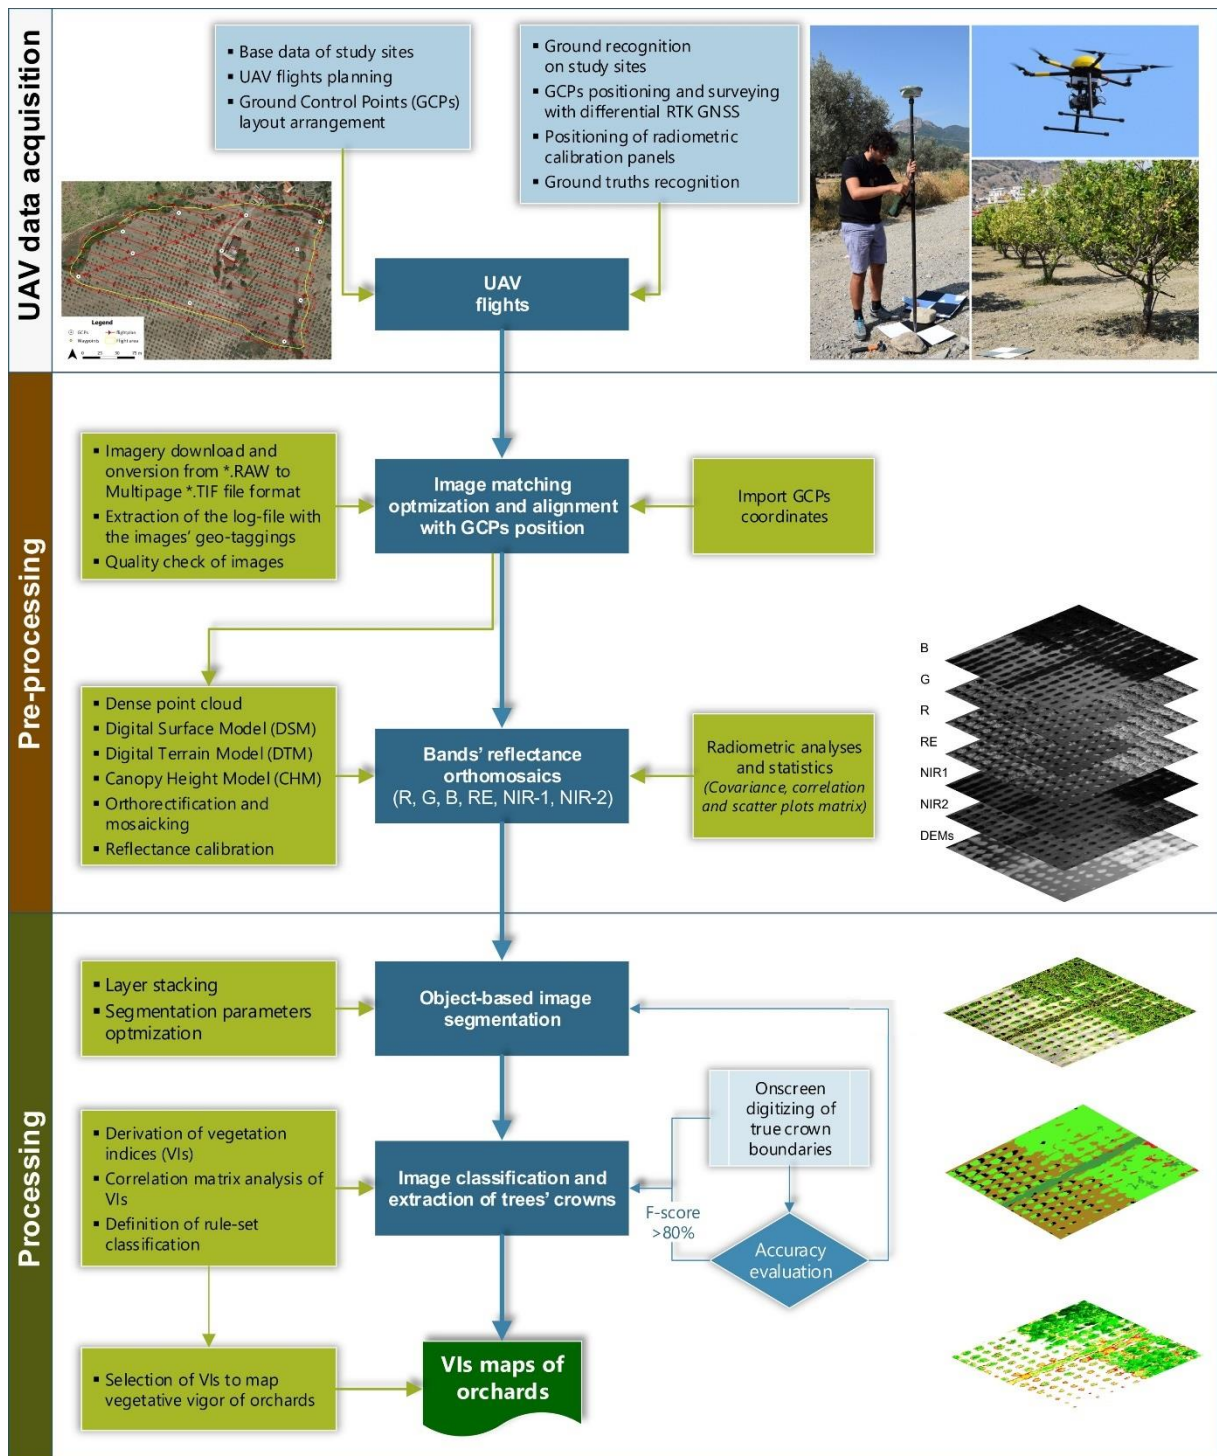 UAV data acquisition
▪ Base data of study sites
▪ UAV flights planning
▪ Ground Control Points (GCPs)
layout arrangement
▪ Ground recognition
on study sites
▪ GCPs positioning and surveying
with differential RTK GNSS
▪ Positioning of radiometric
calibration panels
▪ Ground truths recognition
Legend
GCPs
flightplan
Waypoints
Flight area
0 25 50 75 m
UAV
flights
Pre-processing
▪ Imagery download and
onversion from *.RAW to
Multipage *.TIF file format
▪ Extraction of the log-file with
the images' geo-taggings
▪ Quality check of images
Image matching
optmization and alignment
with GCPs position
Import GCPs
coordinates
▪ Dense point cloud
▪ Digital Surface Model (DSM)
▪ Digital Terrain Model (DTM)
▪ Canopy Height Model (CHM)
▪ Orthorectification and
mosaicking
▪ Reflectance calibration
Bands' reflectance
orthomosaics
(R, G, B, RE, NIR-1, NIR-2)
Radiometric analyses
and statistics
(Covariance, correlation
and scatter plots matrix)
B
G
R
RE
NIR1
NIR2
DEMs
Processing
▪ Layer stacking
▪ Segmentation parameters
optmization
Object-based image
segmentation
Onscreen
digitizing of
true crown
boundaries
▪ Derivation of vegetation
indices (VIs)
▪ Correlation matrix analysis of
VIs
▪ Definition of rule-set
classification
Image classification and
extraction of trees' crowns
F-score
>80%
Accuracy
evaluation
▪ Selection of VIs to map
vegetative vigor of orchards
VIs maps of
orchards